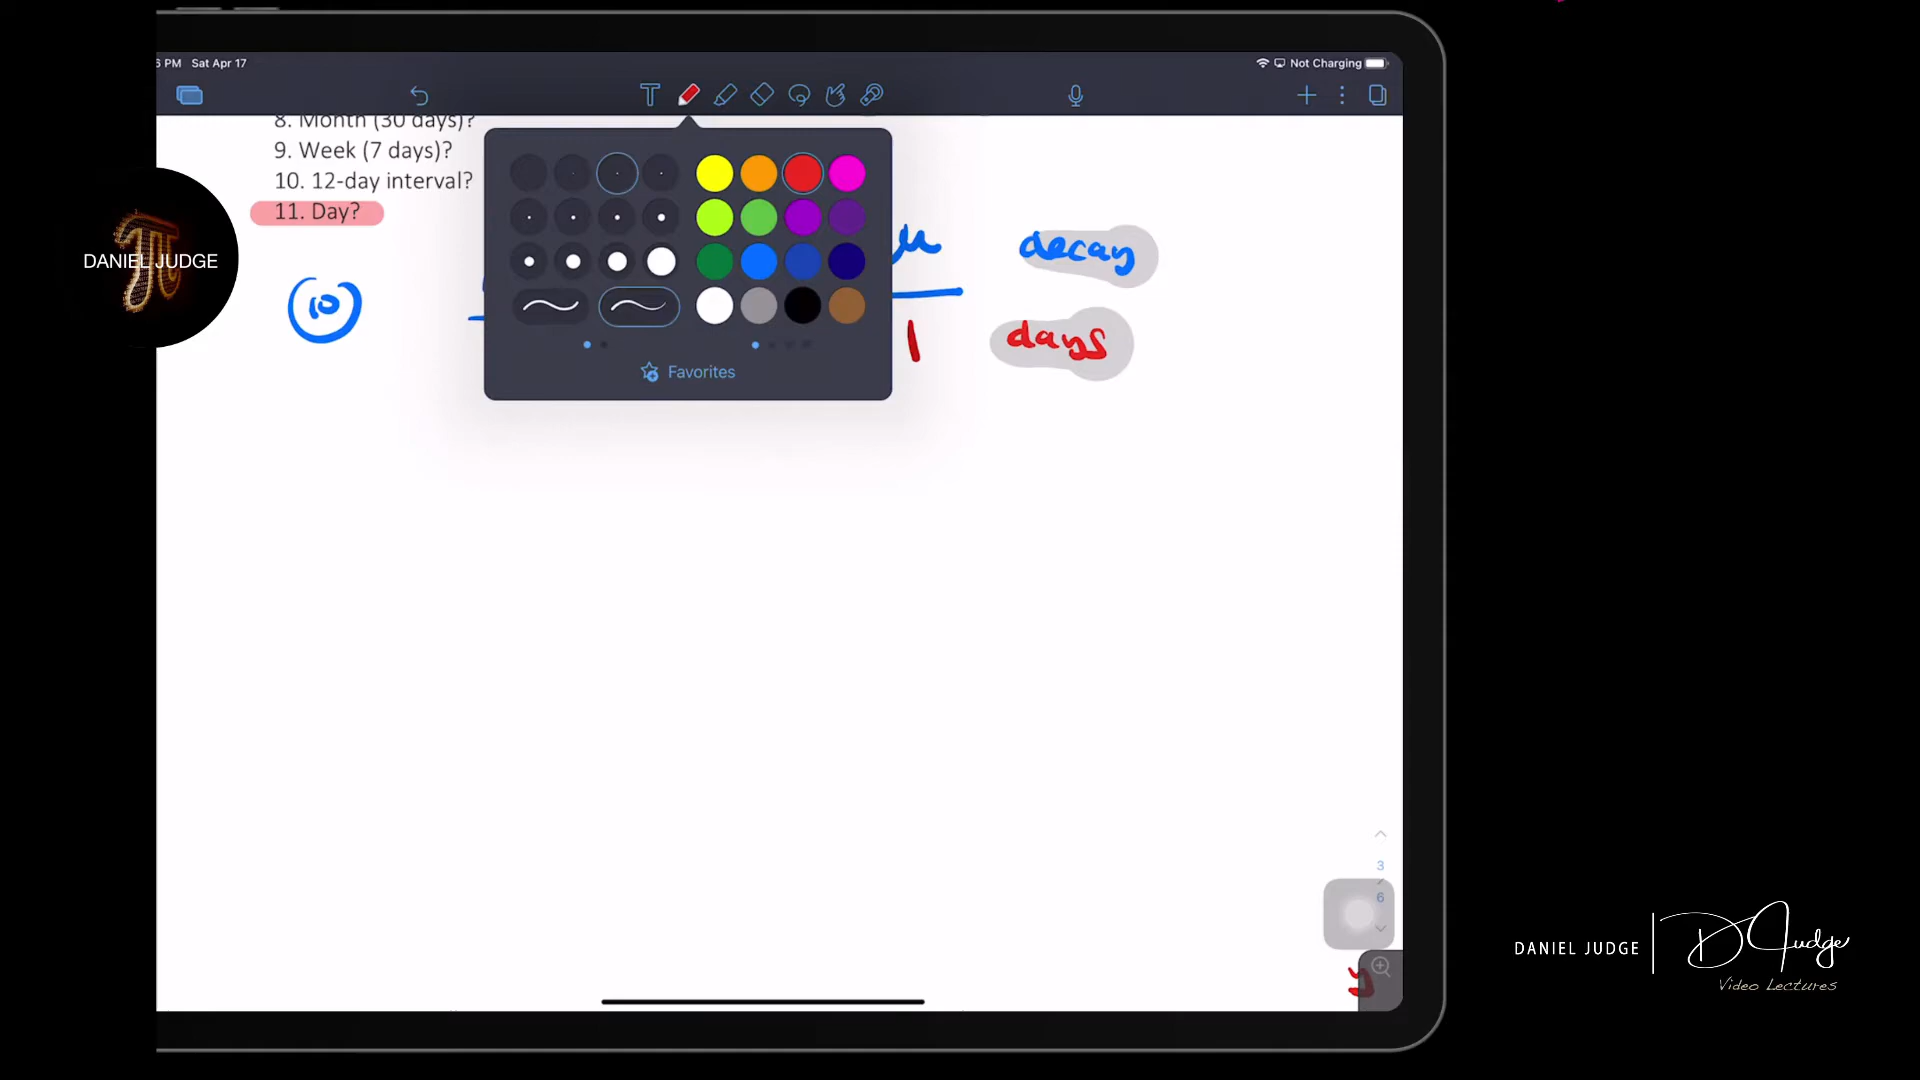 6 PM Sat Apr 17
Not Charging
8. Month (30 days)?
9. Week (7 days)?
10. 12-day interval?
11. Day?
DANIEL JUDGE
10
μ decay
1 days
Favorites
3
6
y
DANIEL JUDGE
DJudge
Video Lectures